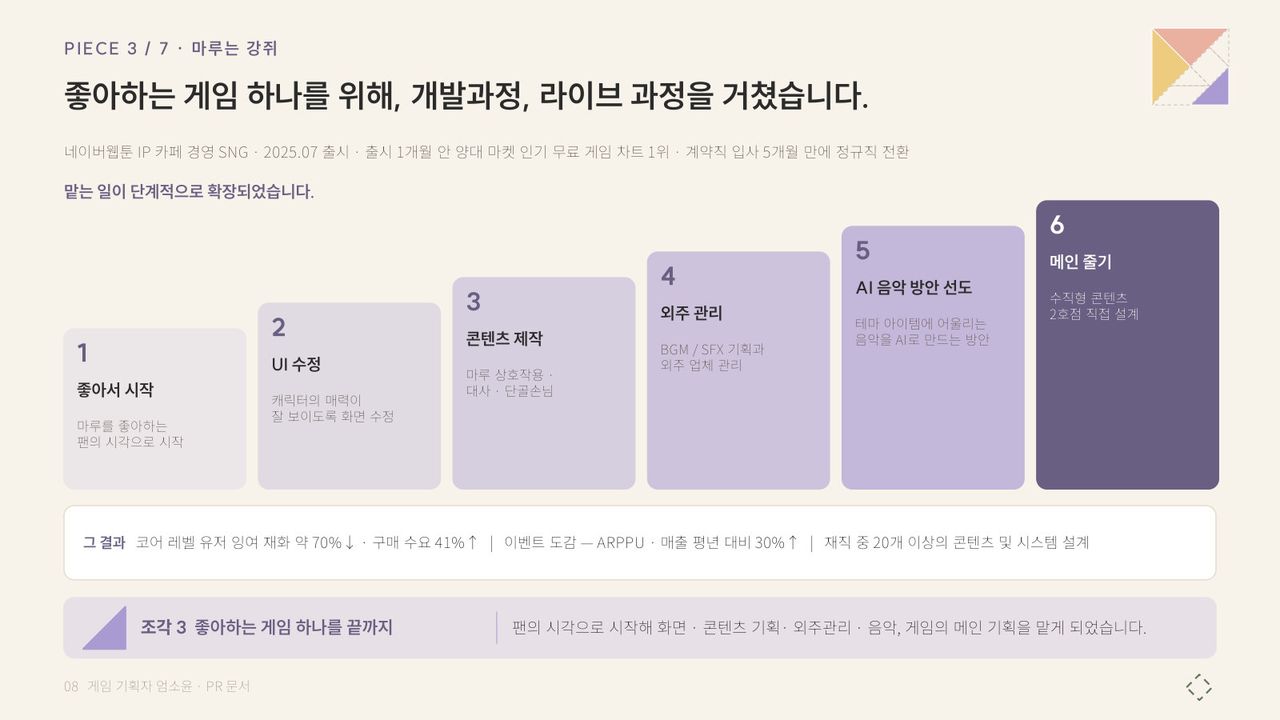 PIECE 3 / 7 · 마루는 강쥐
좋아하는 게임 하나를 위해, 개발과정, 라이브 과정을 거쳤습니다.
네이버웹툰 IP 카페 경영 SNG · 2025.07 출시 · 출시 1개월 안 양대 마켓 인기 무료 게임 차트 1위 · 계약직 입사 5개월 만에 정규직 전환
맡는 일이 단계적으로 확장되었습니다.
1
좋아서 시작
마루를 좋아하는
팬의 시각으로 시작
2
UI 수정
캐릭터의 매력이
잘 보이도록 화면 수정
3
콘텐츠 제작
마루 상호작용 ·
대사 · 단골손님
4
외주 관리
BGM / SFX 기획과
외주 업체 관리
5
AI 음악 방안 선도
테마 아이템에 어울리는
음악을 AI로 만드는 방안
6
메인 줄기
수직형 콘텐츠
2호점 직접 설계
그 결과 코어 레벨 유저 잉여 재화 약 70%↓ · 구매 수요 41%↑ | 이벤트 도감 — ARPPU · 매출 평년 대비 30%↑ | 재직 중 20개 이상의 콘텐츠 및 시스템 설계
조각 3 좋아하는 게임 하나를 끝까지
팬의 시각으로 시작해 화면 · 콘텐츠 기획 · 외주관리 · 음악, 게임의 메인 기획을 맡게 되었습니다.
08 게임 기획자 엄소윤 · PR 문서